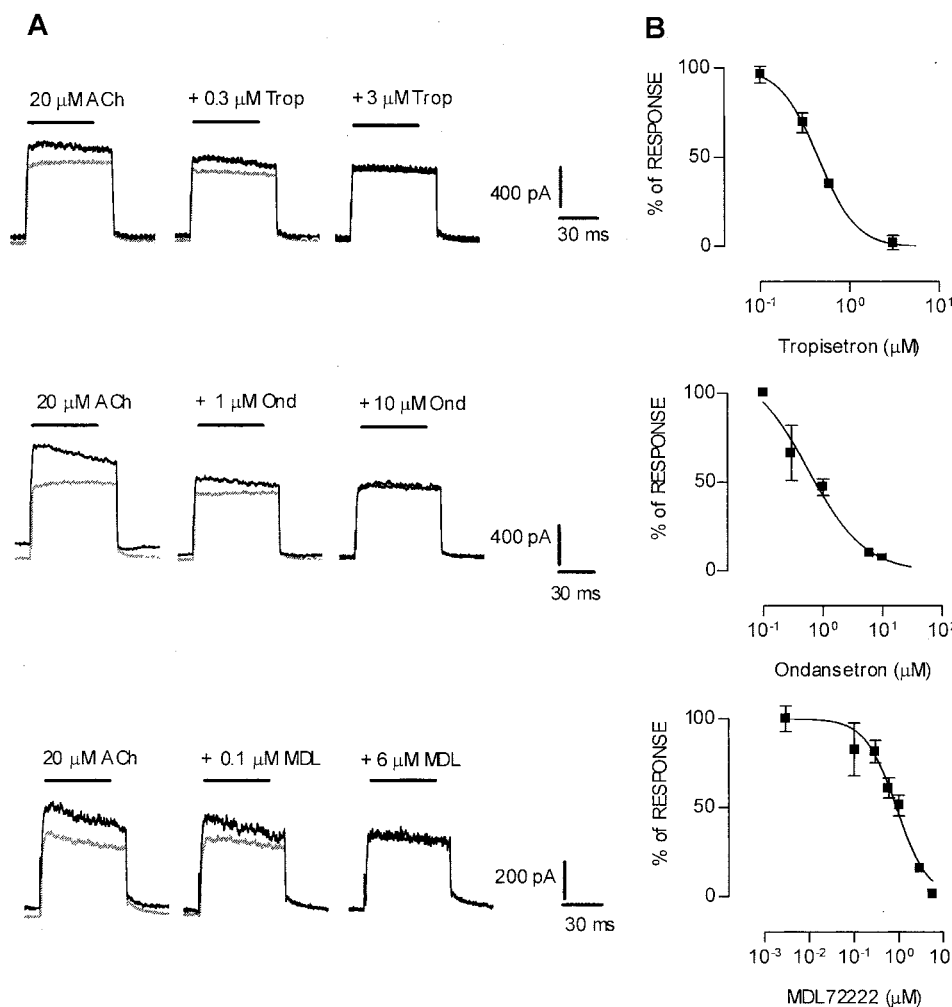 A
B
20 µM ACh
+ 0.3 µM Trop
+ 3 µM Trop
400 pA
30 ms
% of RESPONSE
100
50
0
10⁻¹
10⁰
10¹
Tropisetron (µM)
20 µM ACh
+ 1 µM Ond
+ 10 µM Ond
400 pA
30 ms
% of RESPONSE
100
50
0
10⁻¹
10⁰
10¹
10²
Ondansetron (µM)
20 µM ACh
+ 0.1 µM MDL
+ 6 µM MDL
200 pA
30 ms
% of RESPONSE
100
50
0
10⁻³
10⁻²
10⁻¹
10⁰
MDL72222 (µM)